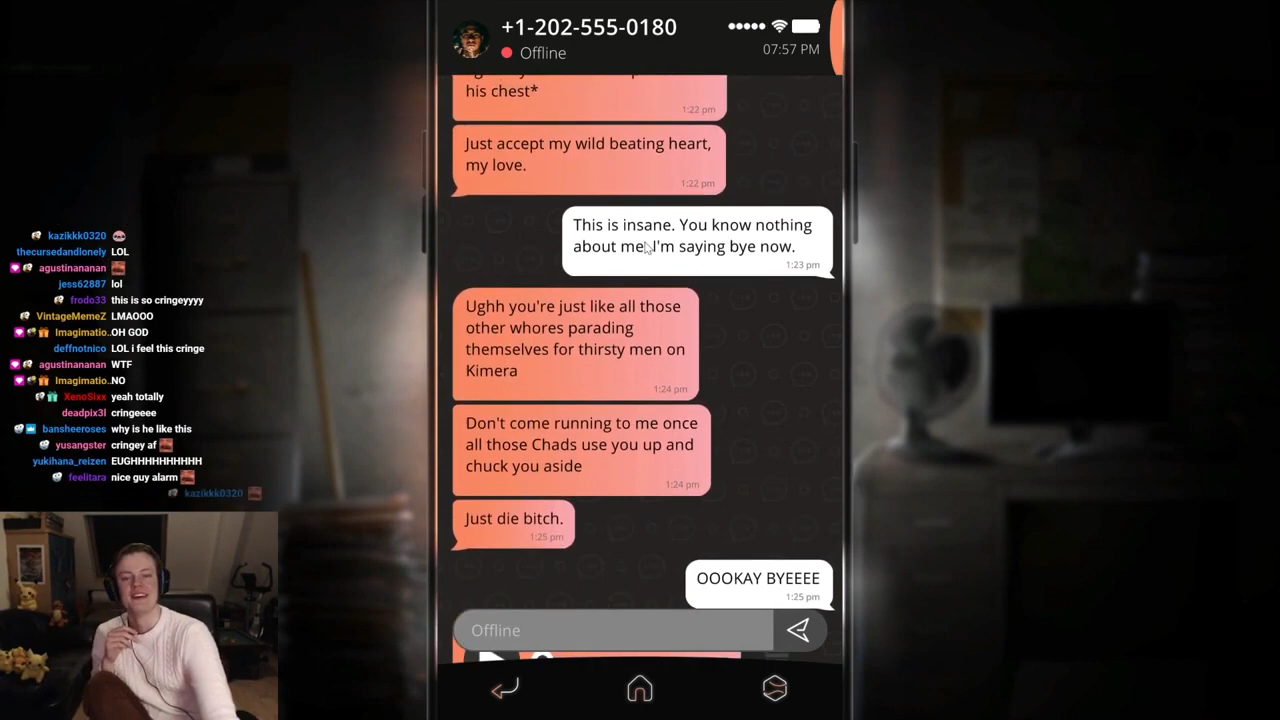 +1-202-555-0180
Offline
07:57 PM
his chest*
1:22 pm
Just accept my wild beating heart,
my love.
1:22 pm
This is insane. You know nothing
about me. I'm saying bye now.
1:23 pm
Ughh you're just like all those
other whores parading
themselves for thirsty men on
Kimera
1:24 pm
Don't come running to me once
all those Chads use you up and
chuck you aside
1:24 pm
Just die bitch.
1:25 pm
OOOKAY BYEEEE
1:25 pm
Offline
kazikkk0320
thecursedandlonely LOL
agustinananan
jess62887 lol
frodo33 this is so cringeyyyy
VintageMemeZ LMAOOO
Imaginatio..OH GOD
deffnotnico LOL i feel this cringe
agustinananan WTF
Imaginatio..NO
XenoSixx yeah totally
deadpix3l cringeeee
bansheeroses why is he like this
yusangster cringey af
yukihana_reizen EUGHHHHHHHHHH
feelitara nice guy alarm
kazikkk0320